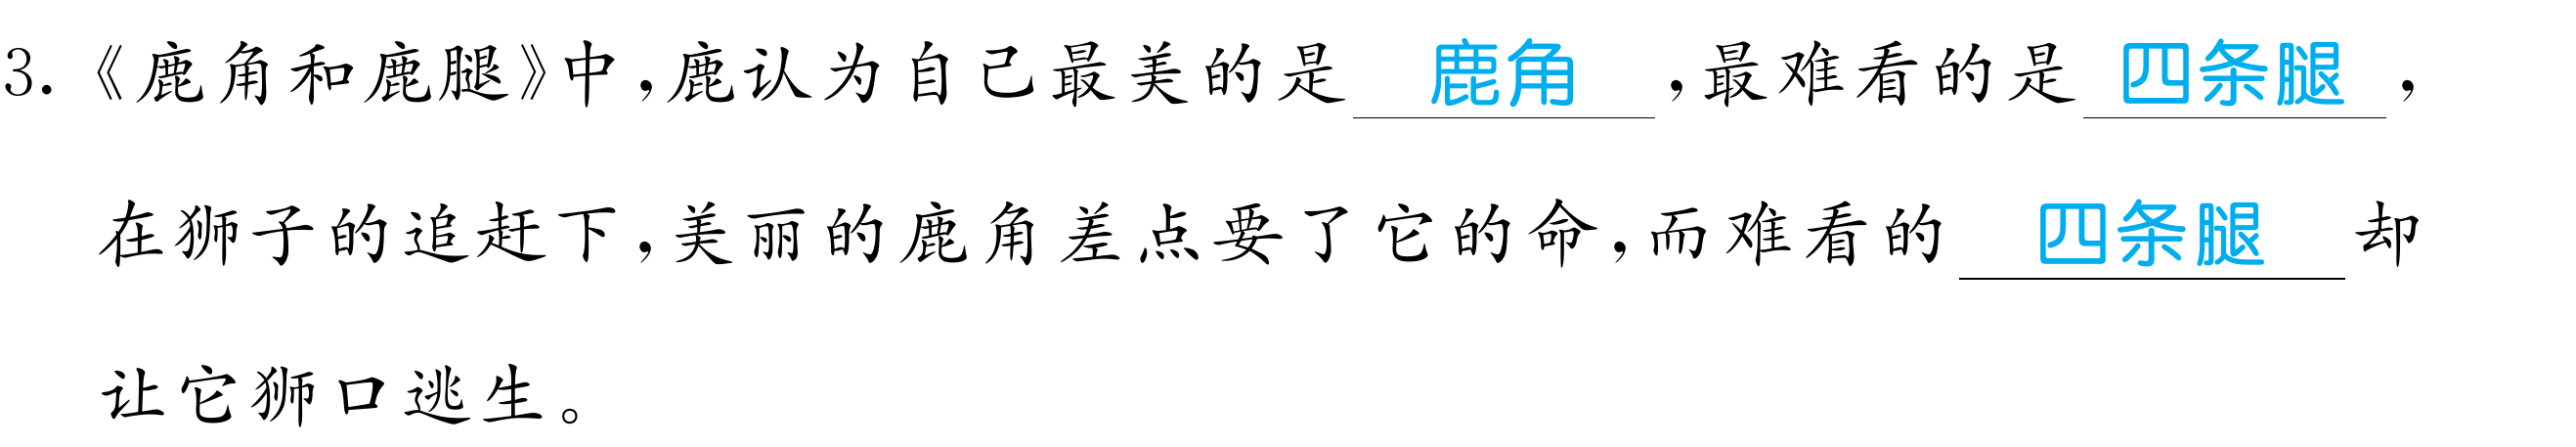 3.《鹿角和鹿腿》中,鹿认为自己最美的是 鹿角 ,最难看的是 四条腿 ,
在狮子的追赶下,美丽的鹿角差点要了它的命,而难看的 四条腿 却
让它狮口逃生。